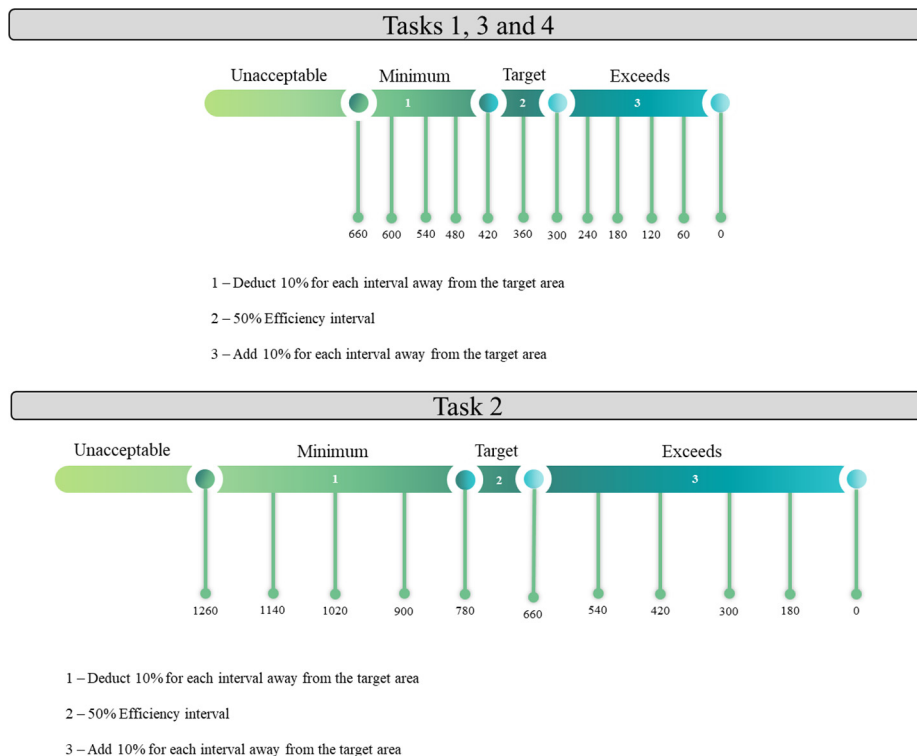 Tasks 1, 3 and 4
Unacceptable Minimum Target Exceeds
1 2 3
660 600 540 480 420 360 300 240 180 120 60 0
1 – Deduct 10% for each interval away from the target area
2 – 50% Efficiency interval
3 – Add 10% for each interval away from the target area
Task 2
Unacceptable Minimum Target Exceeds
1 2 3
1260 1140 1020 900 780 660 540 420 300 180 0
1 – Deduct 10% for each interval away from the target area
2 – 50% Efficiency interval
3 – Add 10% for each interval away from the target area